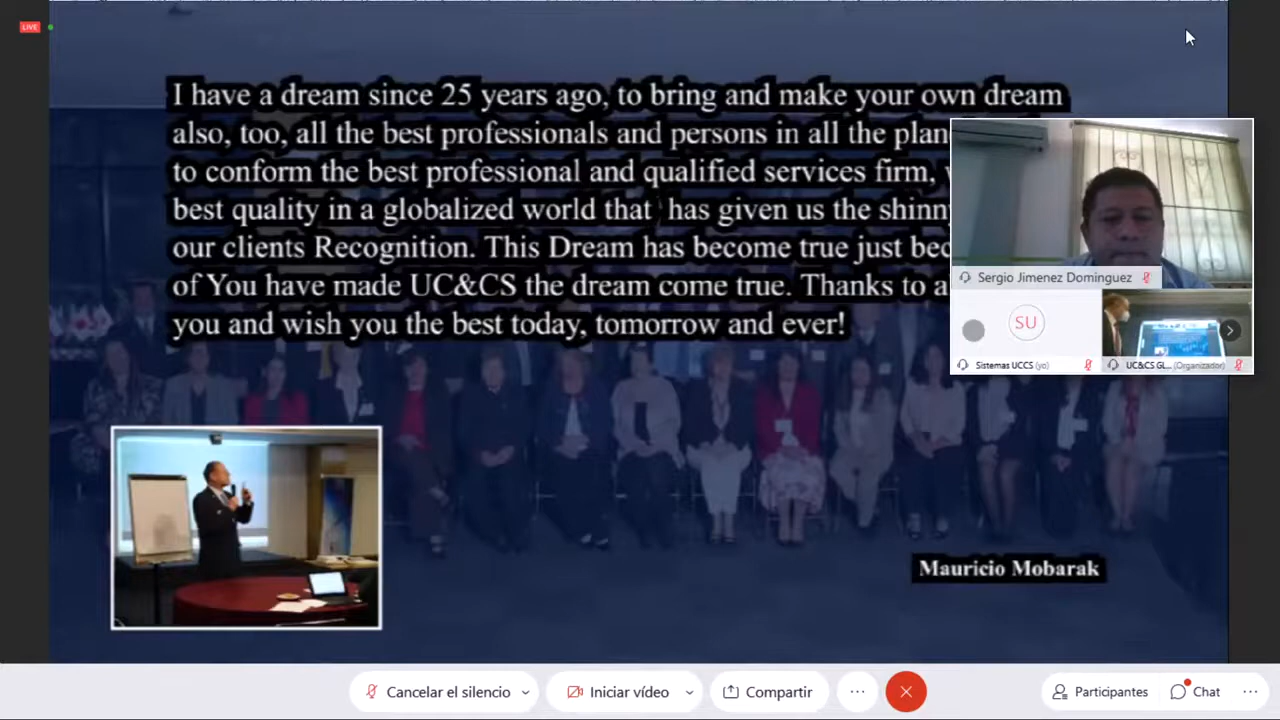 LIVE
I have a dream since 25 years ago, to bring and make your own dream
also, too, all the best professionals and persons in all the
to conform the best professional and qualified services firm,
best quality in a globalized world that has given us the
our clients Recognition. This Dream has become true just
of You have made UC&CS the dream come true. Thanks to
you and wish you the best today, tomorrow and ever!
Sergio Jimenez Dominguez
SU
Sistemas UCCS (yo)
UC&CS GL... (Organizador)
Mauricio Mobarak
Cancelar el silencio
Iniciar vídeo
Compartir
Participantes
Chat